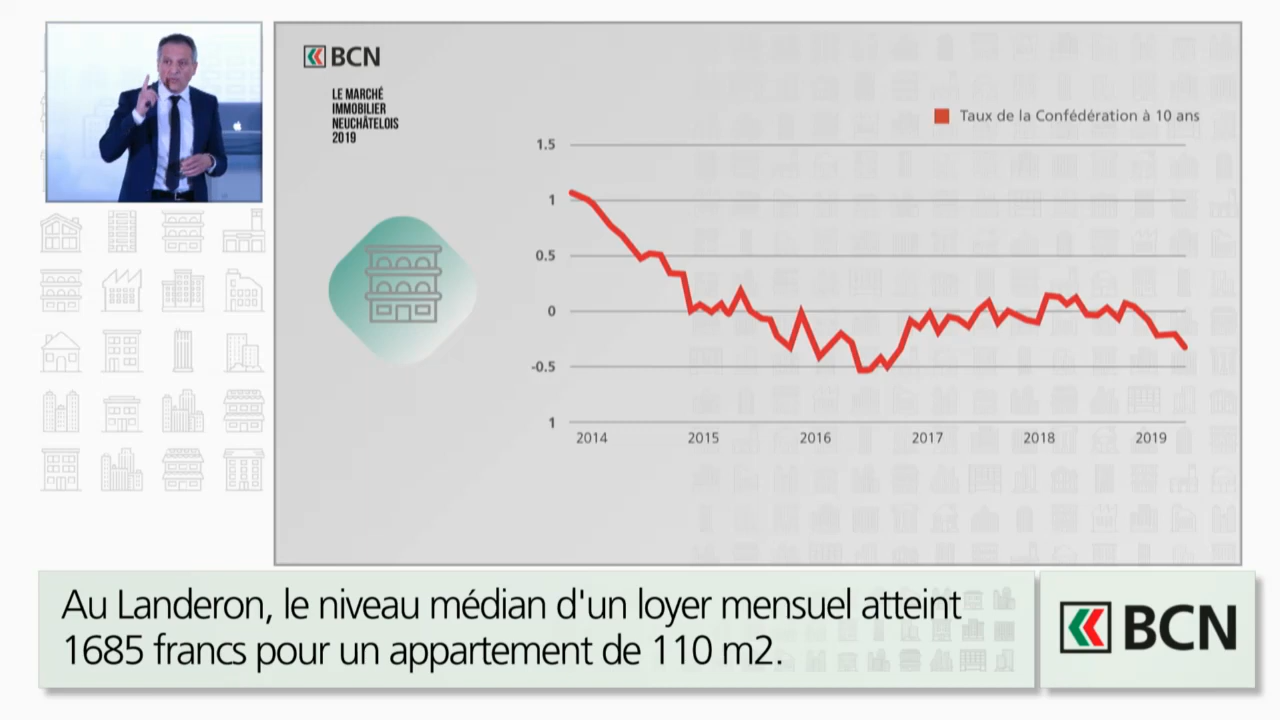 BCN
LE MARCHÉ
IMMOBILIER
NEUCHÂTELOIS
2019
Taux de la Confédération à 10 ans
1.5
1
0.5
0
-0.5
1
2014 2015 2016 2017 2018 2019
Au Landeron, le niveau médian d'un loyer mensuel atteint
1685 francs pour un appartement de 110 m2.
BCN